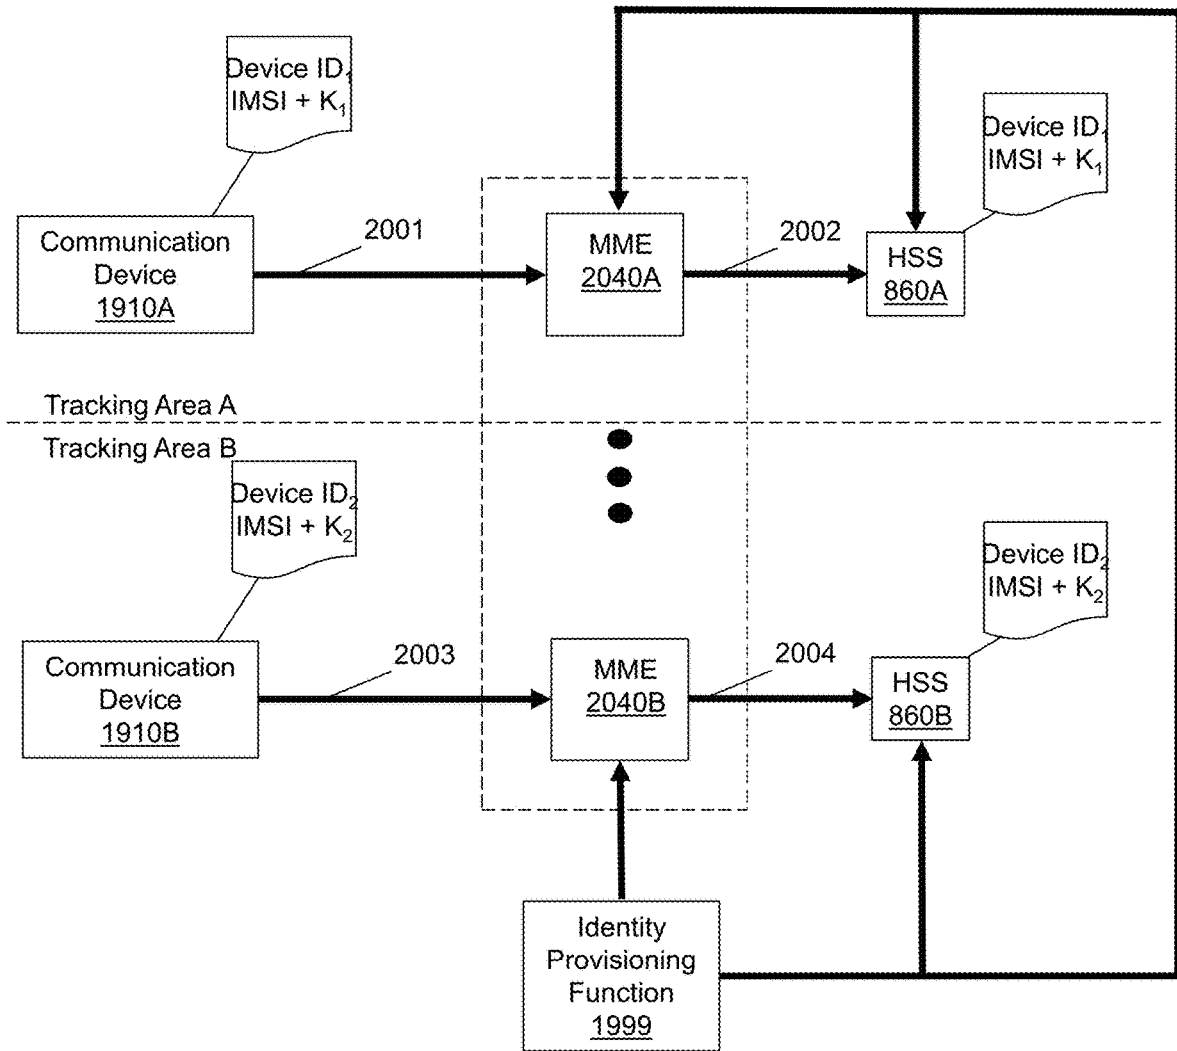 Device ID₁
IMSI + K₁
Device ID₁
IMSI + K₁
Communication
Device
1910A
2001
MME
2040A
2002
HSS
860A
Tracking Area A
Tracking Area B
Device ID₂
IMSI + K₂
Device ID₂
IMSI + K₂
Communication
Device
1910B
2003
MME
2040B
2004
HSS
860B
Identity
Provisioning
Function
1999